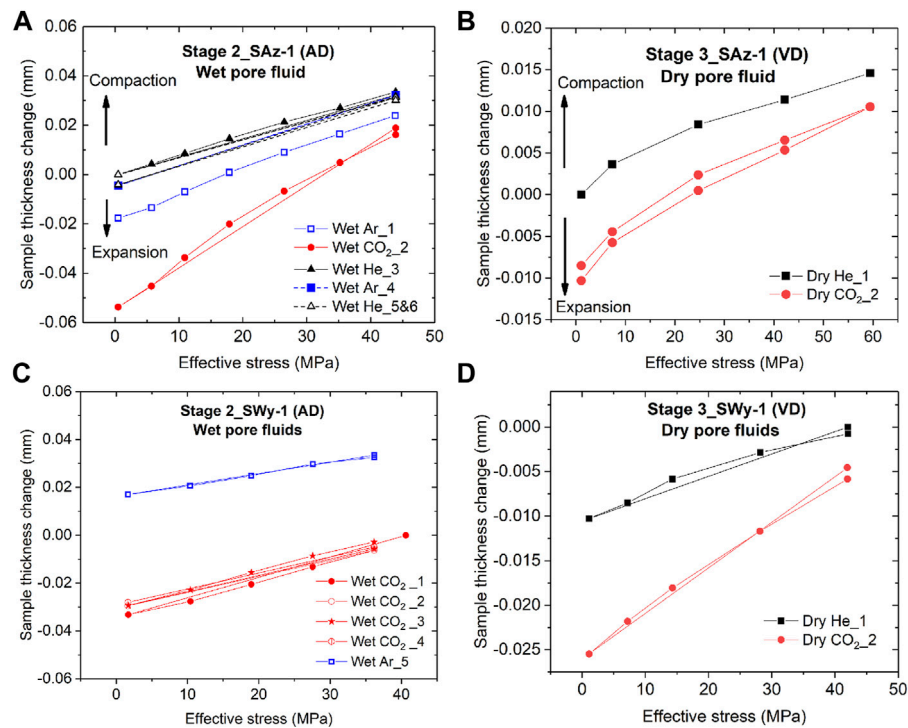 A
Stage 2_SAz-1 (AD)
Wet pore fluid
Compaction
Expansion
Wet Ar_1
Wet CO₂_2
Wet He_3
Wet Ar_4
Wet He_5&6
Sample thickness change (mm)
0.06
0.04
0.02
0.00
-0.02
-0.04
-0.06
0 10 20 30 40 50
Effective stress (MPa)
B
Stage 3_SAz-1 (VD)
Dry pore fluid
Compaction
Expansion
Dry He_1
Dry CO₂_2
Sample thickness change (mm)
0.020
0.015
0.010
0.005
0.000
-0.005
-0.010
-0.015
0 10 20 30 40 50 60
Effective stress (MPa)
C
Stage 2_SWy-1 (AD)
Wet pore fluids
Wet CO₂_1
Wet CO₂_2
Wet CO₂_3
Wet CO₂_4
Wet Ar_5
Sample thickness change (mm)
0.06
0.04
0.02
0.00
-0.02
-0.04
-0.06
0 10 20 30 40
Effective stress (MPa)
D
Stage 3_SWy-1 (VD)
Dry pore fluids
Dry He_1
Dry CO₂_2
Sample thickness change (mm)
0.000
-0.005
-0.010
-0.015
-0.020
-0.025
0 10 20 30 40 50
Effective stress (MPa)